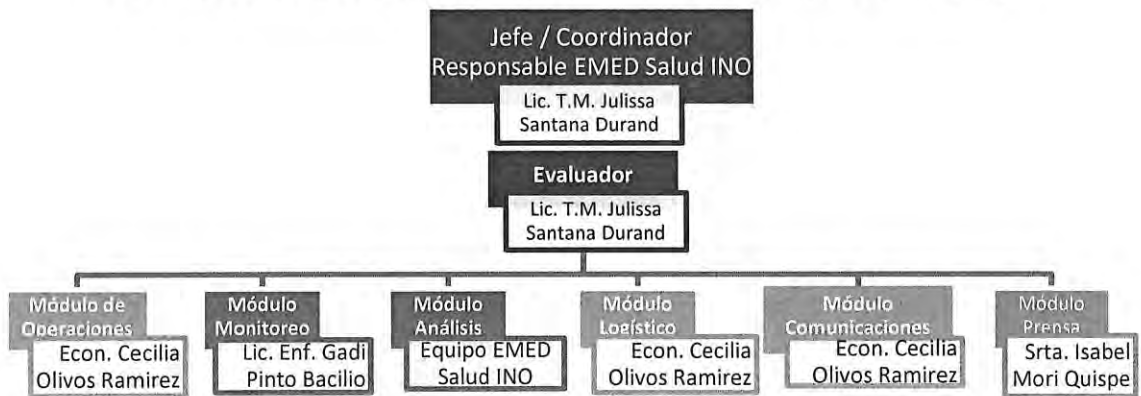 Jefe / Coordinador
Responsable EMED Salud INO
Lic. T.M. Julissa
Santana Durand
Evaluador
Lic. T.M. Julissa
Santana Durand
Módulo de
Operaciones
Econ. Cecilia
Olivos Ramirez
Módulo
Monitoreo
Lic. Enf. Gadi
Pinto Bacilio
Módulo
Análisis
Equipo EMED
Salud INO
Módulo
Logístico
Econ. Cecilia
Olivos Ramirez
Módulo
Comunicaciones
Econ. Cecilia
Olivos Ramirez
Módulo
Prensa
Srta. Isabel
Mori Quispe